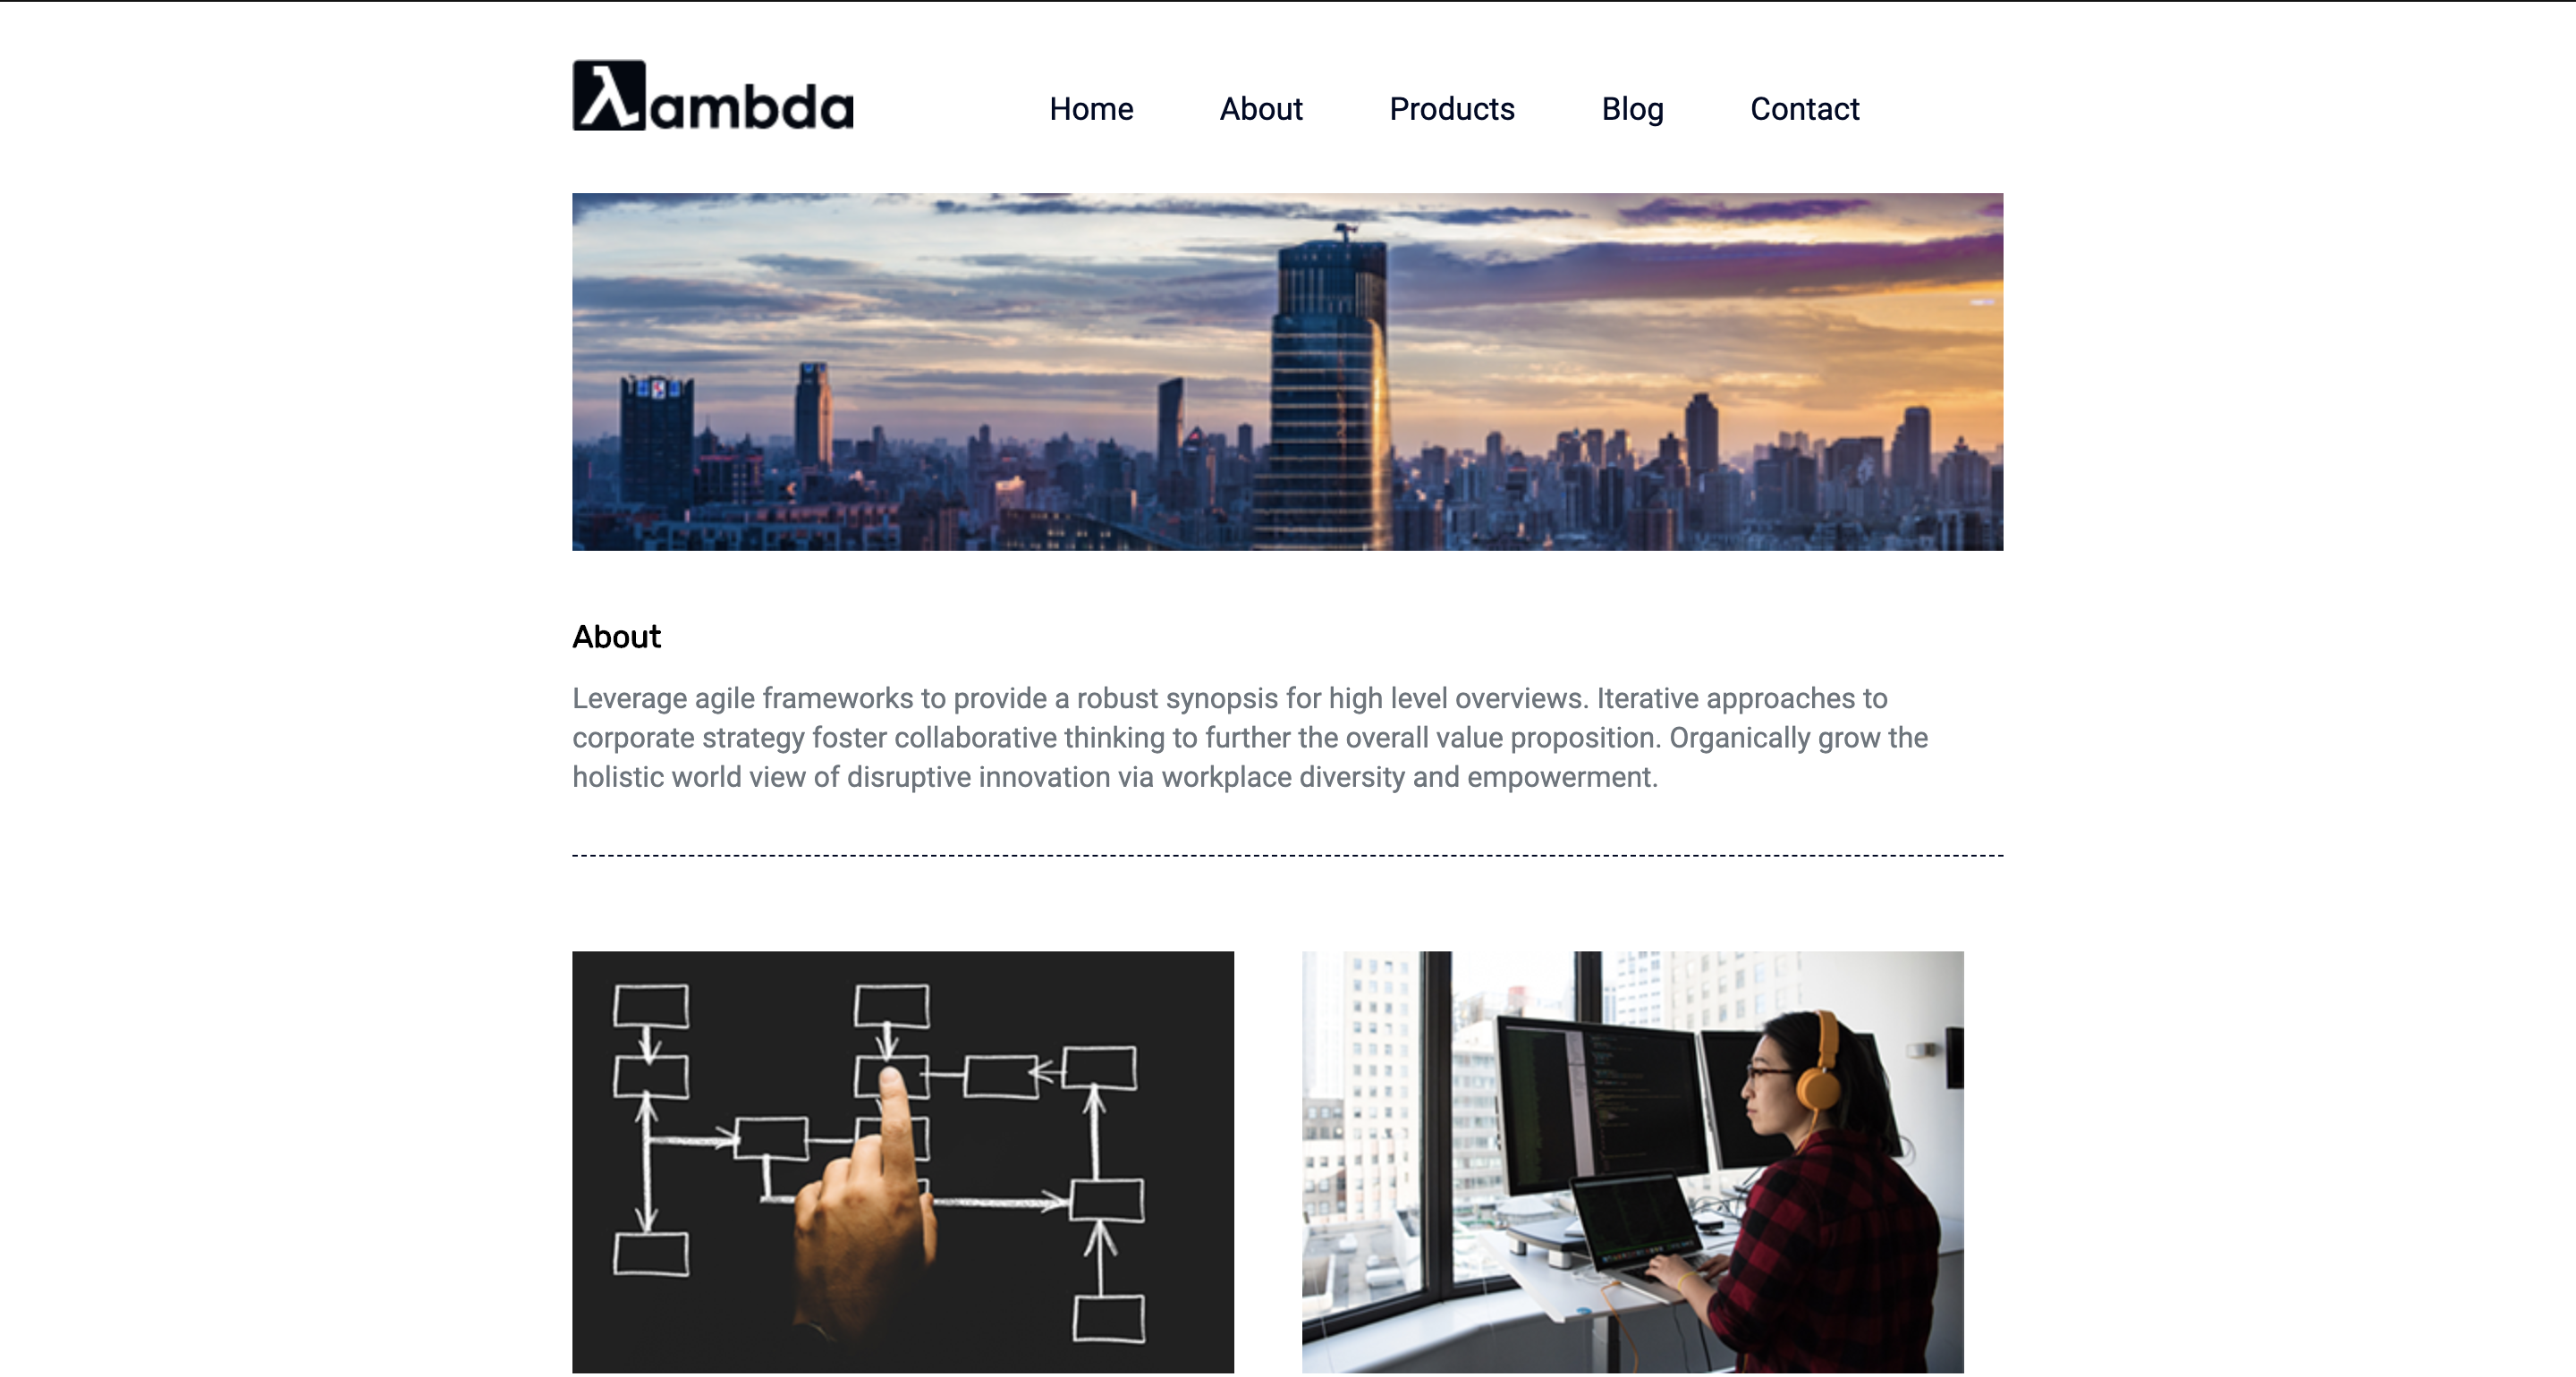 λambda
Home About Products Blog Contact
About
Leverage agile frameworks to provide a robust synopsis for high level overviews. Iterative approaches to
corporate strategy foster collaborative thinking to further the overall value proposition. Organically grow the
holistic world view of disruptive innovation via workplace diversity and empowerment.